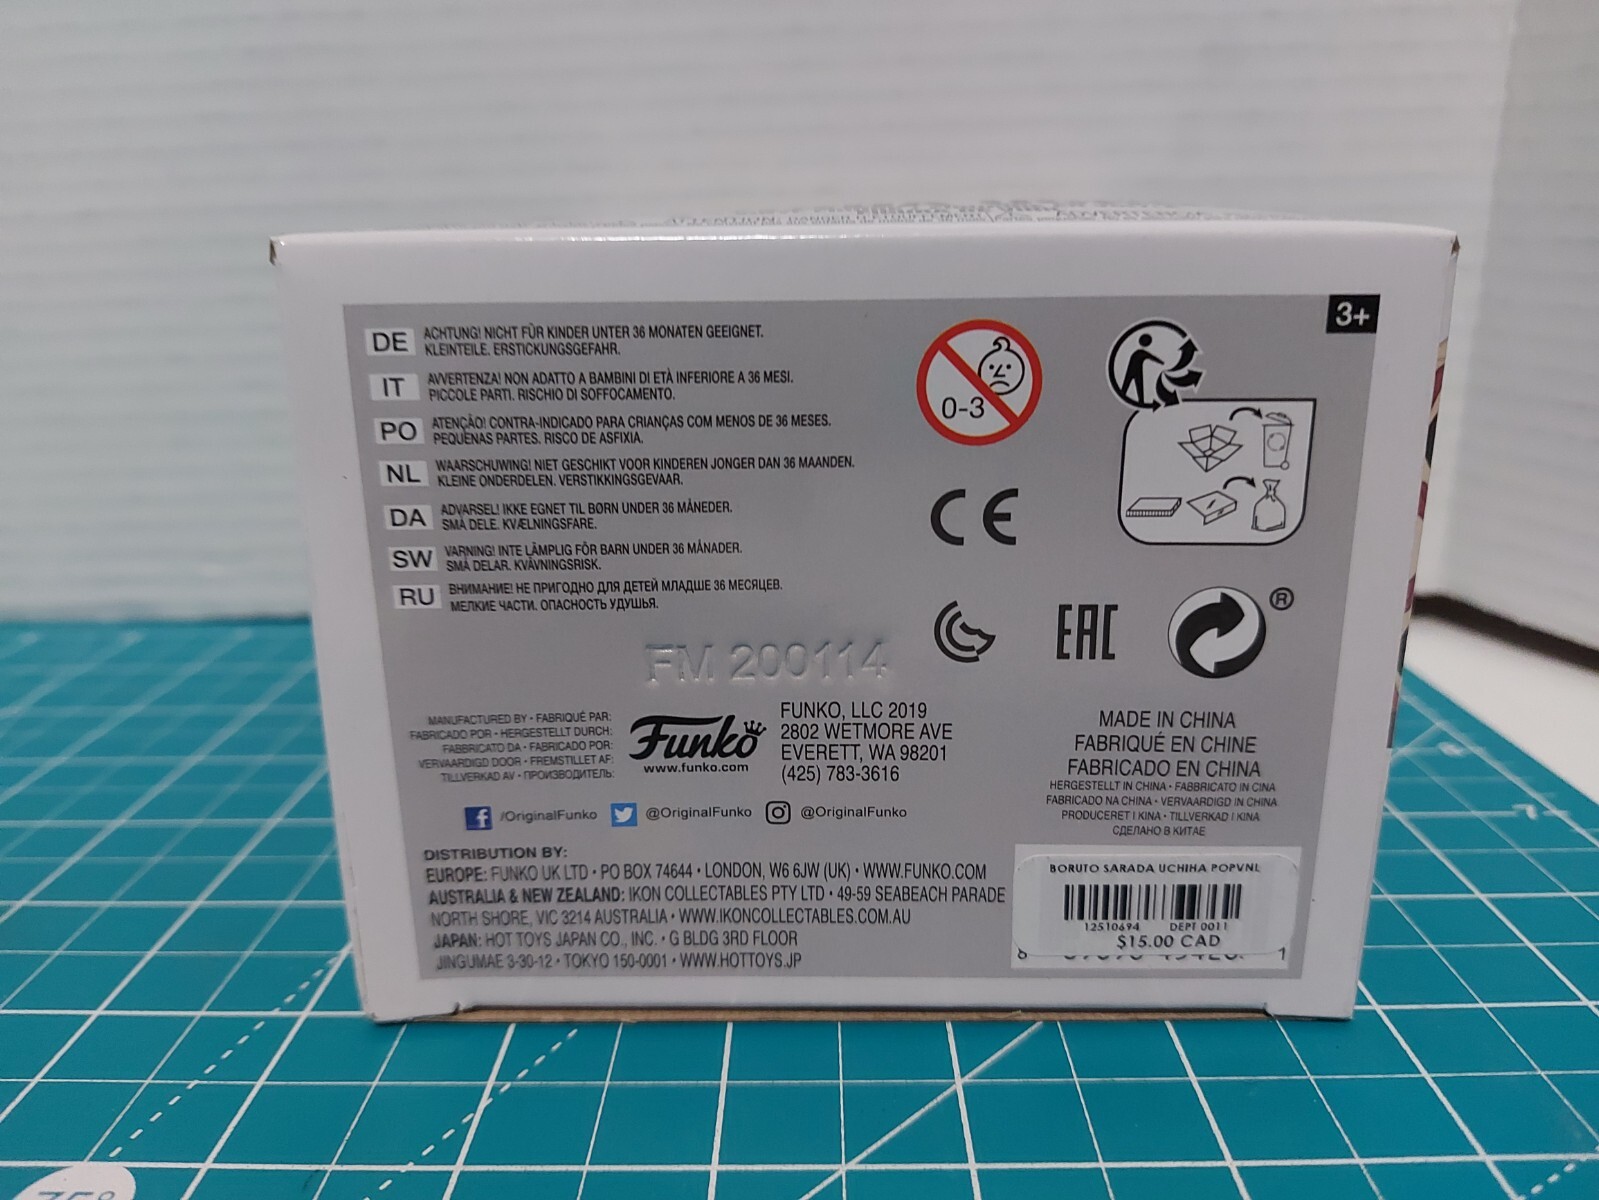 3+
DE ACHTUNG! NICHT FÜR KINDER UNTER 36 MONATEN GEEIGNET.
KLEINTEILE. ERSTICKUNGSGEFAHR.
IT AVVERTENZA! NON ADATTO A BAMBINI DI ETÀ INFERIORE A 36 MESI.
PICCOLE PARTI. RISCHIO DI SOFFOCAMENTO.
PO ATENÇÃO! CONTRA-INDICADO PARA CRIANÇAS COM MENOS DE 36 MESES.
PEQUENAS PARTES. RISCO DE ASFIXIA.
NL WAARSCHUWING! NIET GESCHIKT VOOR KINDEREN JONGER DAN 36 MAANDEN.
KLEINE ONDERDELEN. VERSTIKKINGSGEVAAR.
DA ADVARSEL! IKKE EGNET TIL BØRN UNDER 36 MÅNEDER.
SMÅ DELE. KVÆLNINGSFARE.
SW VARNING! INTE LÄMPLIG FÖR BARN UNDER 36 MÅNADER.
SMÅ DELAR. KVÄVNINGSRISK.
RU ВНИМАНИЕ! НЕ ПРИГОДНО ДЛЯ ДЕТЕЙ МЛАДШЕ 36 МЕСЯЦЕВ.
МЕЛКИЕ ЧАСТИ. ОПАСНОСТЬ УДУШЬЯ.
0-3
CE
EAC
®
FM 200114
MANUFACTURED BY • FABRIQUÉ PAR:
FABRICADO POR • HERGESTELLT DURCH:
FABBRICATO DA • FABRICADO POR:
VERVAARDIGD DOOR • FREMSTILLET AF:
TILLVERKAD AV • ПРОИЗВОДИТЕЛЬ:
Funko
www.funko.com
FUNKO, LLC 2019
2802 WETMORE AVE
EVERETT, WA 98201
(425) 783-3616
MADE IN CHINA
FABRIQUÉ EN CHINE
FABRICADO EN CHINA
HERGESTELLT IN CHINA • FABBRICATO IN CINA
FABRICADO NA CHINA • VERVAARDIGD IN CHINA
PRODUCERET I KINA • TILLVERKAD I KINA
СДЕЛАНО В КИТАЕ
f /OriginalFunko @OriginalFunko @OriginalFunko
DISTRIBUTION BY:
EUROPE: FUNKO UK LTD • PO BOX 74644 • LONDON, W6 6JW (UK) • WWW.FUNKO.COM
AUSTRALIA & NEW ZEALAND: IKON COLLECTABLES PTY LTD • 49-59 SEABEACH PARADE
NORTH SHORE, VIC 3214 AUSTRALIA • WWW.IKONCOLLECTABLES.COM.AU
JAPAN: HOT TOYS JAPAN CO., INC. • G BLDG 3RD FLOOR
JINGUMAE 3-30-12 • TOKYO 150-0001 • WWW.HOTTOYS.JP
BORUTO SARADA UCHIHA POPVNL
12510694 DEPT 0011
$15.00 CAD
8 1